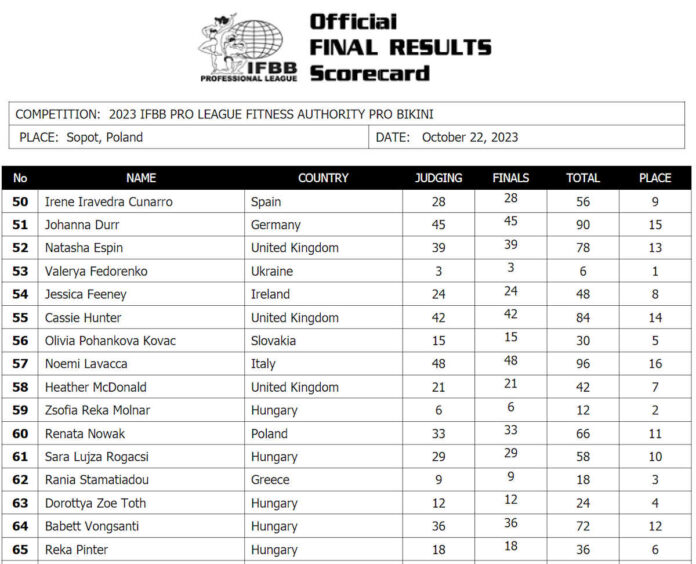 Official
FINAL RESULTS
Scorecard
IFBB
PROFESSIONAL LEAGUE
COMPETITION: 2023 IFBB PRO LEAGUE FITNESS AUTHORITY PRO BIKINI
PLACE: Sopot, Poland DATE: October 22, 2023
No NAME COUNTRY JUDGING FINALS TOTAL PLACE
50 Irene Iravedra Cunarro Spain 28 28 56 9
51 Johanna Durr Germany 45 45 90 15
52 Natasha Espin United Kingdom 39 39 78 13
53 Valerya Fedorenko Ukraine 3 3 6 1
54 Jessica Feeney Ireland 24 24 48 8
55 Cassie Hunter United Kingdom 42 42 84 14
56 Olivia Pohankova Kovac Slovakia 15 15 30 5
57 Noemi Lavacca Italy 48 48 96 16
58 Heather McDonald United Kingdom 21 21 42 7
59 Zsofia Reka Molnar Hungary 6 6 12 2
60 Renata Nowak Poland 33 33 66 11
61 Sara Lujza Rogacsi Hungary 29 29 58 10
62 Rania Stamatiadou Greece 9 9 18 3
63 Dorottya Zoe Toth Hungary 12 12 24 4
64 Babett Vongsanti Hungary 36 36 72 12
65 Reka Pinter Hungary 18 18 36 6